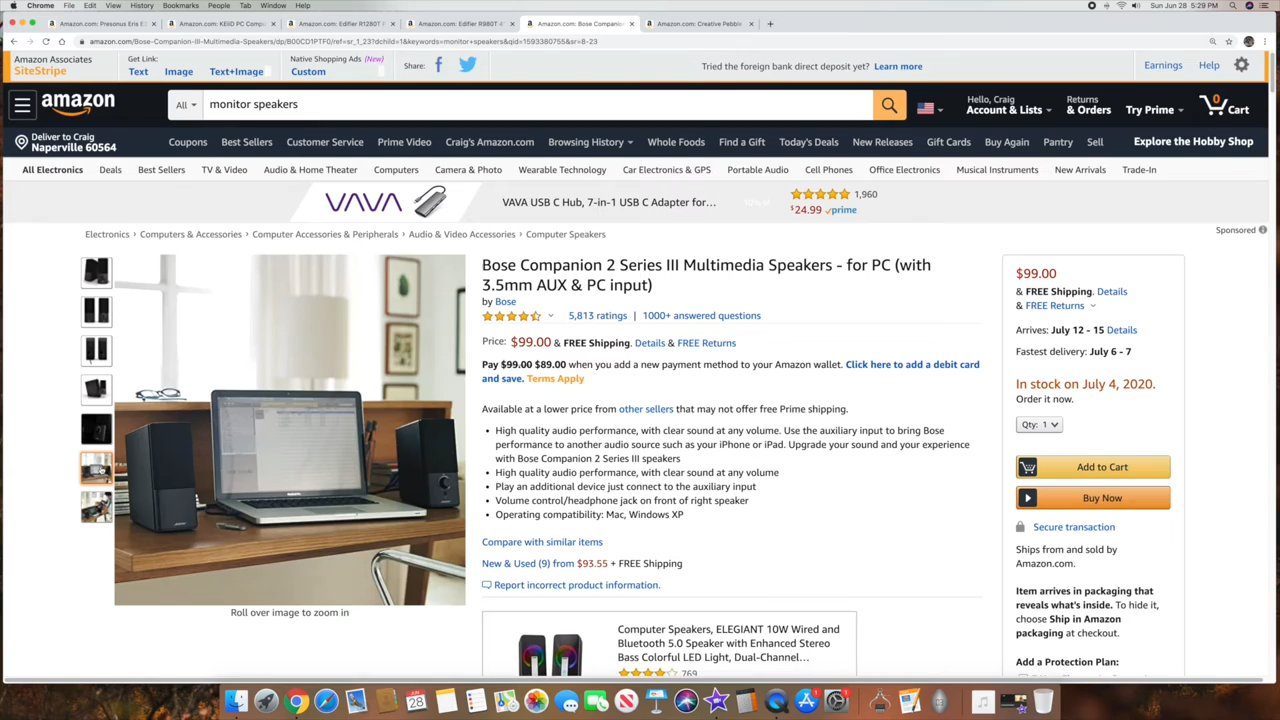 Chrome File Edit View History Bookmarks People Tab Window Help Sun Jun 28 5:29 PM
Amazon.com: Presonus Eris E3 Amazon.com: KEiiD PC Compu Amazon.com: Edifier R1280T P Amazon.com: Edifier R980T 4" Amazon.com: Bose Companion Amazon.com: Creative Pebble
amazon.com/Bose-Companion-III-Multimedia-Speakers/dp/B00CD1PTF0/ref=sr_1_23?dchild=1&keywords=monitor+speakers&qid=1593380755&sr=8-23
Amazon Associates
SiteStripe
Get Link:
Text Image Text+Image
Native Shopping Ads (New)
Custom
Share:
Tried the foreign bank direct deposit yet? Learn more
Earnings Help
amazon
All monitor speakers
Hello, Craig
Account & Lists
Returns
& Orders
Try Prime
0
Cart
Deliver to Craig
Naperville 60564
Coupons Best Sellers Customer Service Prime Video Craig's Amazon.com Browsing History Whole Foods Find a Gift Today's Deals New Releases Gift Cards Buy Again Pantry Sell Explore the Hobby Shop
All Electronics Deals Best Sellers TV & Video Audio & Home Theater Computers Camera & Photo Wearable Technology Car Electronics & GPS Portable Audio Cell Phones Office Electronics Musical Instruments New Arrivals Trade-In
VAVA VAVA USB C Hub, 7-in-1 USB C Adapter for...
1,960
$24.99 prime
Sponsored
Electronics › Computers & Accessories › Computer Accessories & Peripherals › Audio & Video Accessories › Computer Speakers
Bose Companion 2 Series III Multimedia Speakers - for PC (with
3.5mm AUX & PC input)
by Bose
5,813 ratings | 1000+ answered questions
Price: $99.00 & FREE Shipping. Details & FREE Returns
Pay $99.00 $89.00 when you add a new payment method to your Amazon wallet. Click here to add a debit card
and save. Terms Apply
Available at a lower price from other sellers that may not offer free Prime shipping.
• High quality audio performance, with clear sound at any volume. Use the auxiliary input to bring Bose
performance to another audio source such as your iPhone or iPad. Upgrade your sound and your experience
with Bose Companion 2 Series III speakers
• High quality audio performance, with clear sound at any volume
• Play an additional device just connect to the auxiliary input
• Volume control/headphone jack on front of right speaker
• Operating compatibility: Mac, Windows XP
Compare with similar items
New & Used (9) from $93.55 + FREE Shipping
Report incorrect product information.
Roll over image to zoom in
Computer Speakers, ELEGIANT 10W Wired and
Bluetooth 5.0 Speaker with Enhanced Stereo
Bass Colorful LED Light, Dual-Channel...
769
$99.00
& FREE Shipping. Details
& FREE Returns
Arrives: July 12 - 15 Details
Fastest delivery: July 6 - 7
In stock on July 4, 2020.
Order it now.
Qty: 1
Add to Cart
Buy Now
Secure transaction
Ships from and sold by
Amazon.com.
Item arrives in packaging that
reveals what's inside. To hide it,
choose Ship in Amazon
packaging at checkout.
Add a Protection Plan: